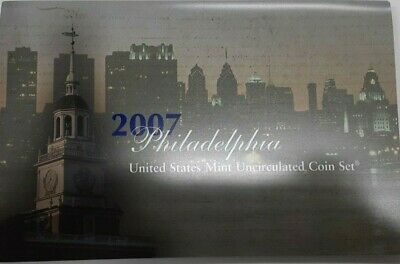 2007
Philadelphia
United States Mint Uncirculated Coin Set®